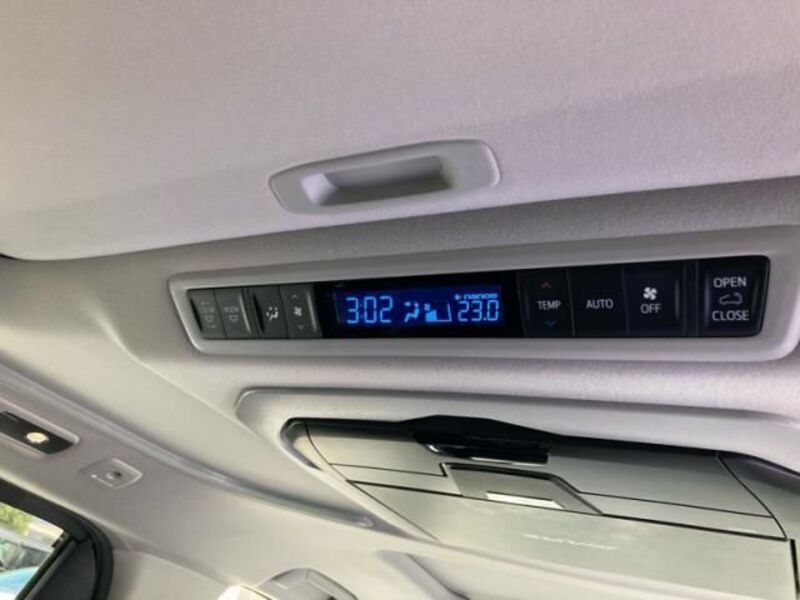 3:02
nanoe
23.0
TEMP
AUTO
OFF
OPEN
CLOSE